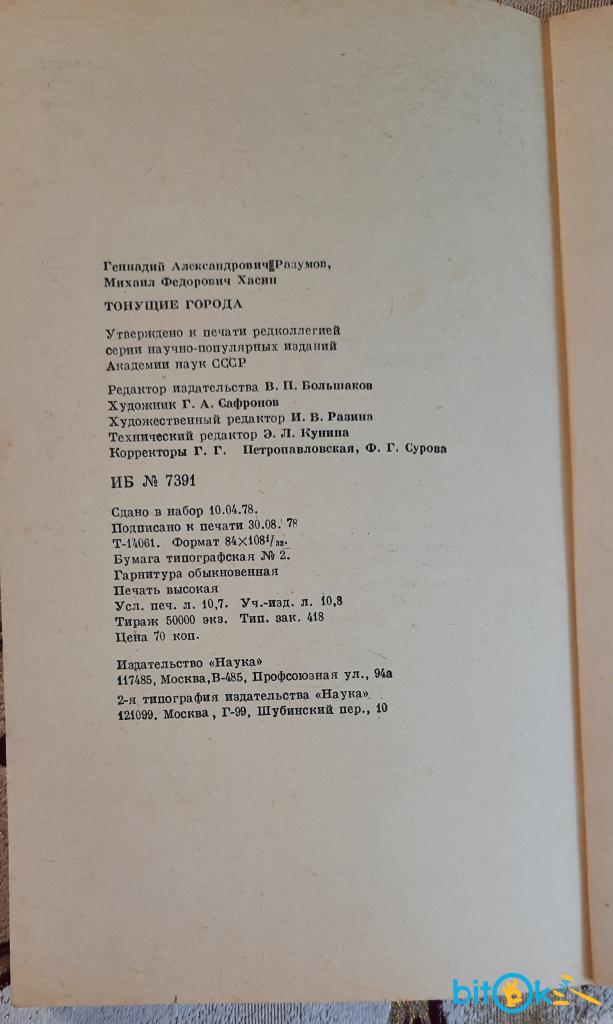 Геннадий Александрович Разумов,
Михаил Федорович Хасин
ТОНУЩИЕ ГОРОДА
Утверждено к печати редколлегией
серии научно-популярных изданий
Академии наук СССР
Редактор издательства В. П. Большаков
Художник Г. А. Сафронов
Художественный редактор И. В. Разина
Технический редактор Э. Л. Кунина
Корректоры Г. Г. Петропавловская, Ф. Г. Сурова
ИБ № 7391
Сдано в набор 10.04.78.
Подписано к печати 30.08.78
Т-14061. Формат 84×108¹/₃₂.
Бумага типографская № 2.
Гарнитура обыкновенная
Печать высокая
Усл. печ. л. 10,7. Уч.-изд. л. 10,8
Тираж 50000 экз. Тип. зак. 418
Цена 70 коп.
Издательство «Наука»
117485, Москва, В-485, Профсоюзная ул., 94а
2-я типография издательства «Наука»
121099, Москва, Г-99, Шубинский пер., 10
bitOk